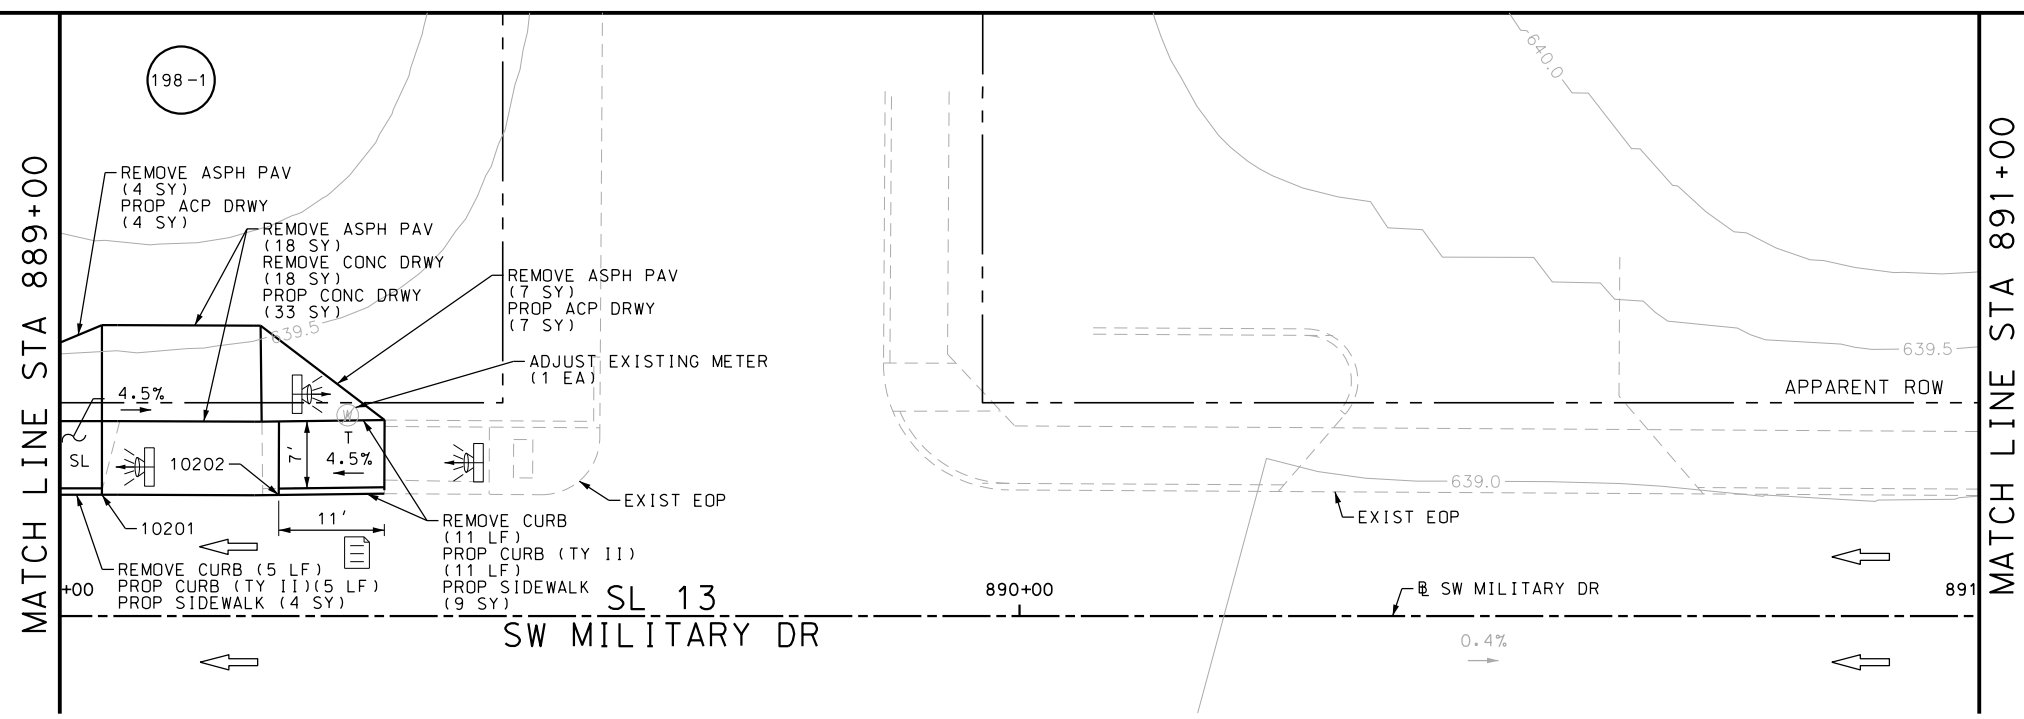 MATCH LINE STA 889+00
198-1
REMOVE ASPH PAV
(4 SY)
PROP ACP DRWY
(4 SY)
REMOVE ASPH PAV
(18 SY)
REMOVE CONC DRWY
(18 SY)
PROP CONC DRWY
(33 SY)
639.5
REMOVE ASPH PAV
(7 SY)
PROP ACP DRWY
(7 SY)
ADJUST EXISTING METER
(1 EA)
4.5%
W
T
4.5%
7'
SL
10202
10201
11'
EXIST EOP
REMOVE CURB
(11 LF)
PROP CURB (TY II)
(11 LF)
PROP SIDEWALK
(9 SY)
REMOVE CURB (5 LF)
PROP CURB (TY II)(5 LF)
PROP SIDEWALK (4 SY)
+00
SL 13
SW MILITARY DR
890+00
640.0
639.5
APPARENT ROW
639.0
EXIST EOP
℄ SW MILITARY DR
0.4%
891
MATCH LINE STA 891+00